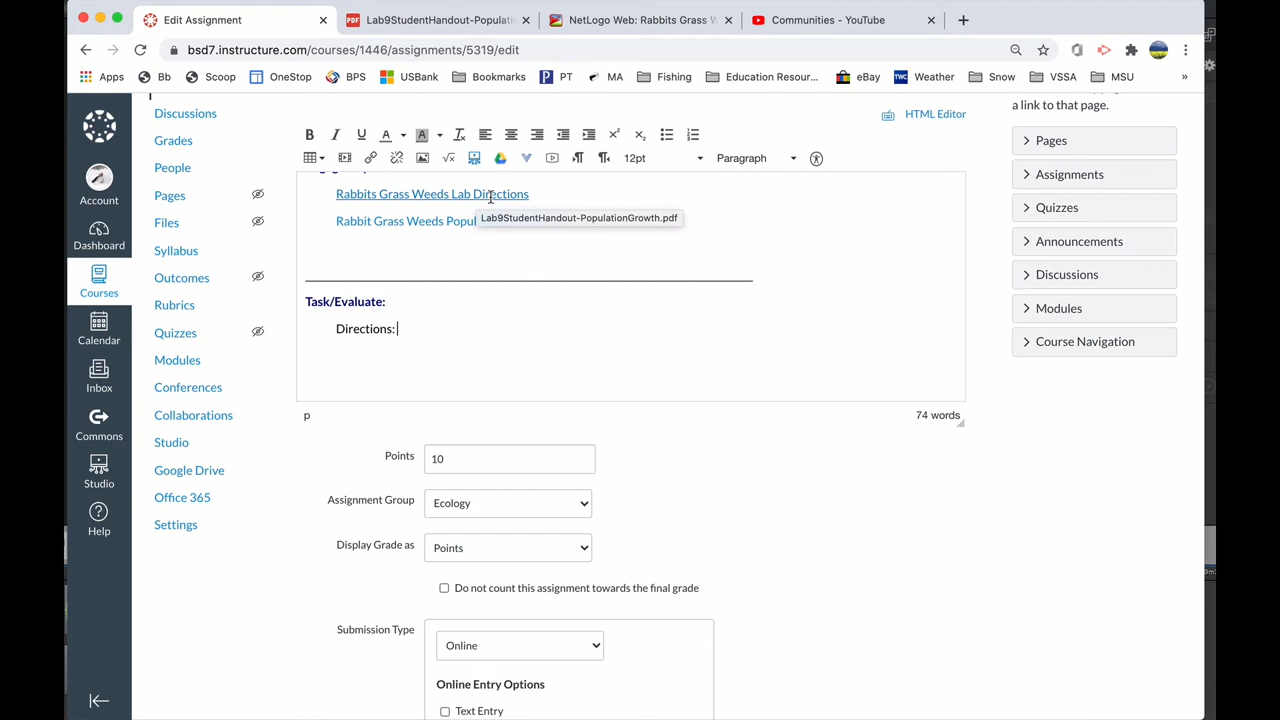 Edit Assignment
Lab9StudentHandout-Populati
NetLogo Web: Rabbits Grass W
Communities - YouTube
bsd7.instructure.com/courses/1446/assignments/5319/edit
Apps
Bb
Scoop
OneStop
BPS
USBank
Bookmarks
PT
MA
Fishing
Education Resour...
eBay
Weather
Snow
VSSA
MSU
»
Account
Dashboard
Courses
Calendar
Inbox
Commons
Studio
Help
Discussions
Grades
People
Pages
Files
Syllabus
Outcomes
Rubrics
Quizzes
Modules
Conferences
Collaborations
Studio
Google Drive
Office 365
Settings
HTML Editor
12pt
Paragraph
Rabbits Grass Weeds Lab Directions
Lab9StudentHandout-PopulationGrowth.pdf
Rabbit Grass Weeds Popul
Task/Evaluate:
Directions:
p
74 words
Points
10
Assignment Group
Ecology
Display Grade as
Points
Do not count this assignment towards the final grade
Submission Type
Online
Online Entry Options
Text Entry
a link to that page.
Pages
Assignments
Quizzes
Announcements
Discussions
Modules
Course Navigation